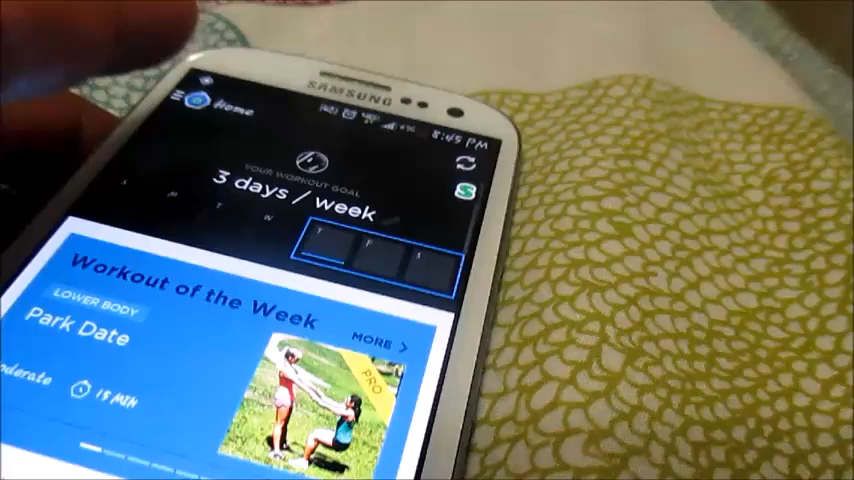 SAMSUNG
8:45 PM
Home
YOUR WORKOUT GOAL
3 days / week
S M T W T F S
Workout of the Week
MORE >
LOWER BODY
Park Date
PRO
15 MIN